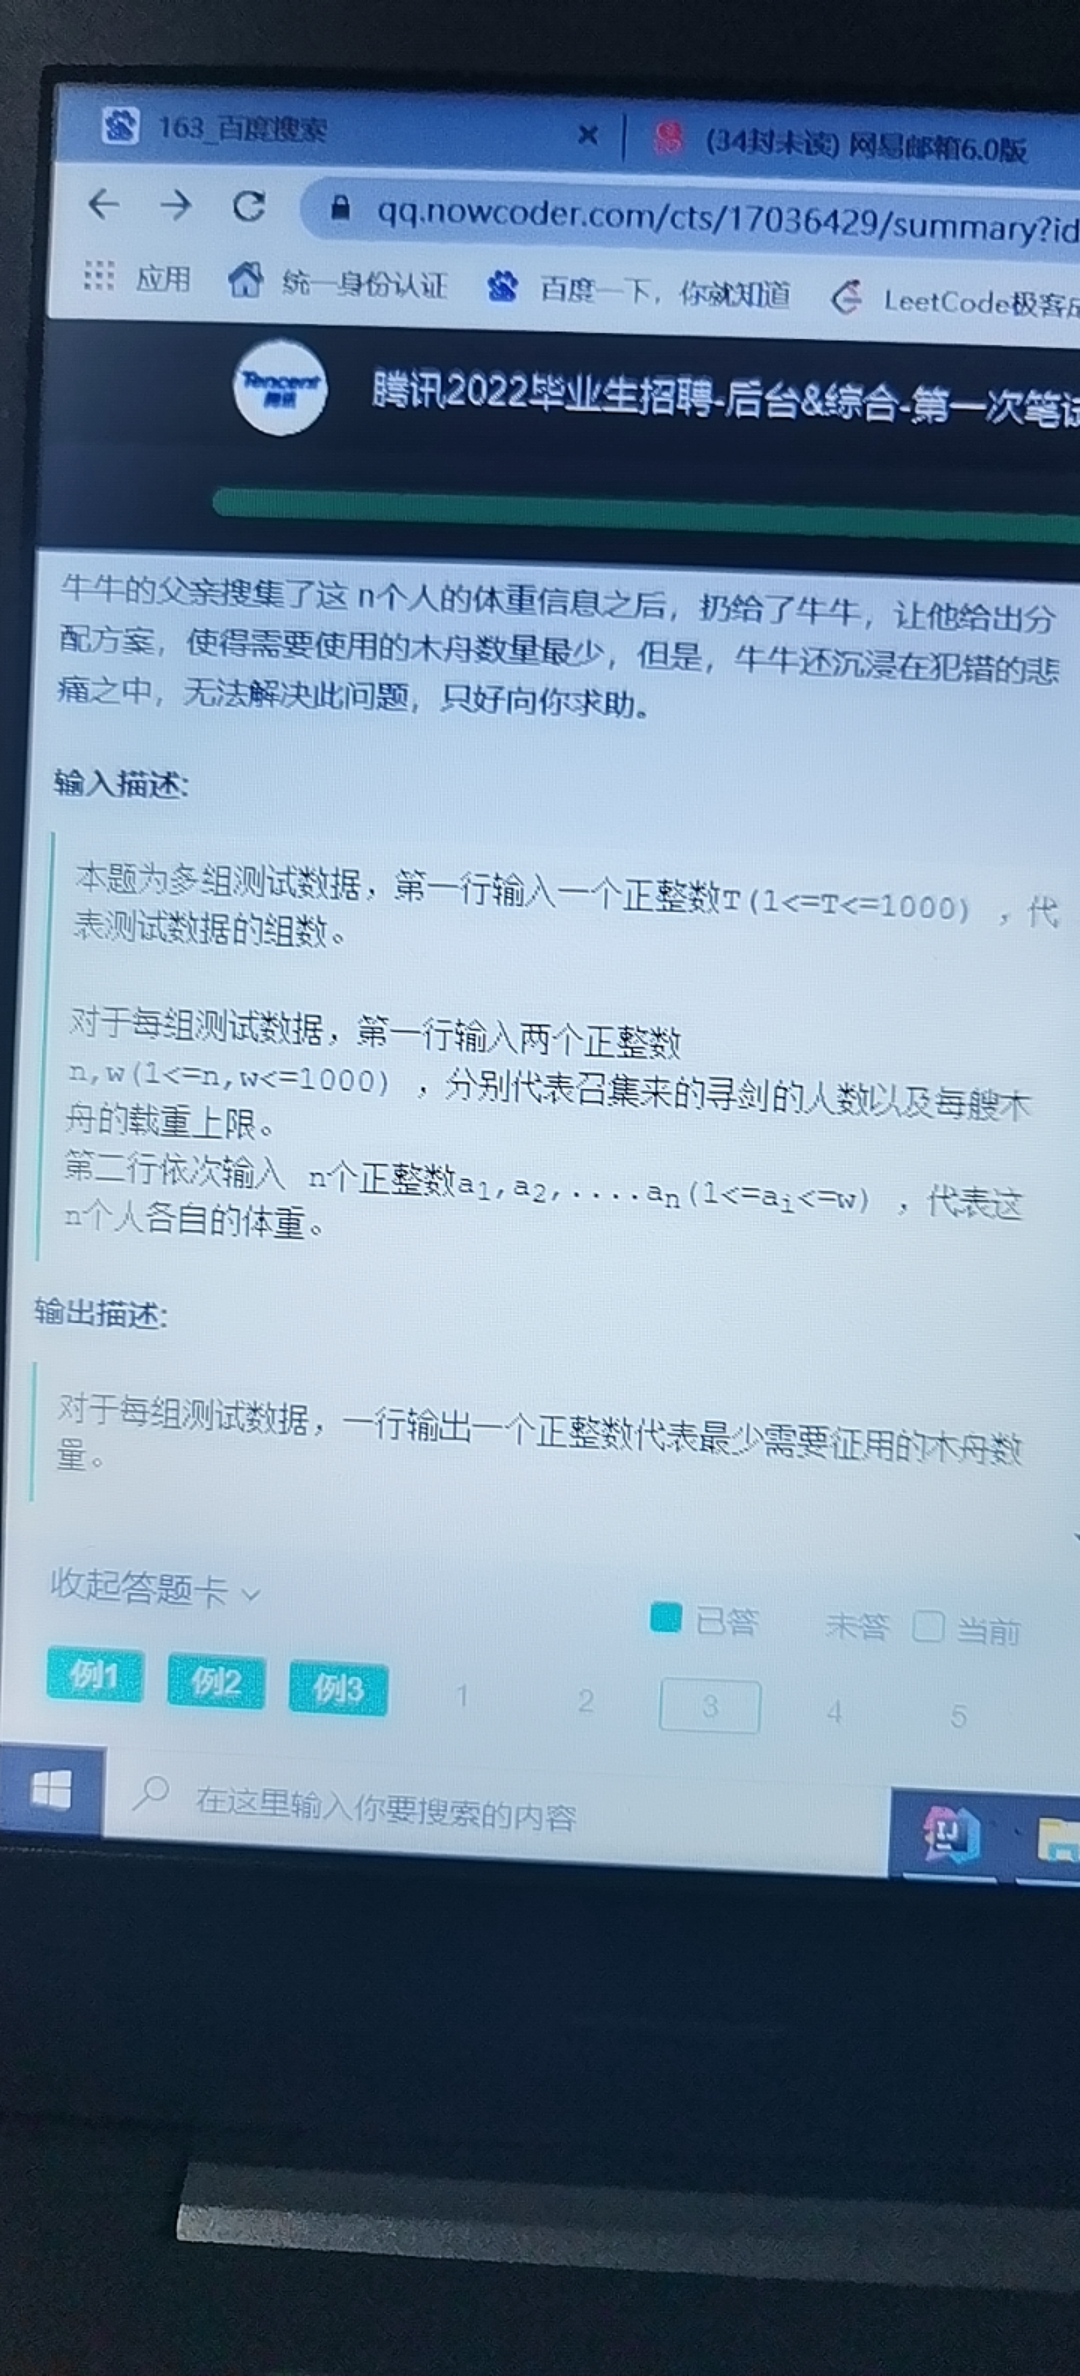 163_百度搜索
(34封未读) 网易邮箱6.0版
qq.nowcoder.com/cts/17036429/summary?id
应用 统一身份认证 百度一下，你就知道 LeetCode极客
Tencent
腾讯
腾讯2022毕业生招聘-后台&综合-第一次笔试
牛牛的父亲搜集了这 n个人的体重信息之后，扔给了牛牛，让他给出分
配方案，使得需要使用的木舟数量最少，但是，牛牛还沉浸在犯错的悲
痛之中，无法解决此问题，只好向你求助。
输入描述:
本题为多组测试数据，第一行输入一个正整数T(1<=T<=1000) ，代
表测试数据的组数。
对于每组测试数据，第一行输入两个正整数
n,w(1<=n,w<=1000) ，分别代表召集来的寻剑的人数以及每艘木
舟的载重上限。
第二行依次输入 n个正整数a1,a2,....an(1<=ai<=w) ，代表这
n个人各自的体重。
输出描述:
对于每组测试数据，一行输出一个正整数代表最少需要征用的木舟数
量。
收起答题卡
已答 未答 当前
例1 例2 例3 1 2 3 4 5
在这里输入你要搜索的内容
IJ